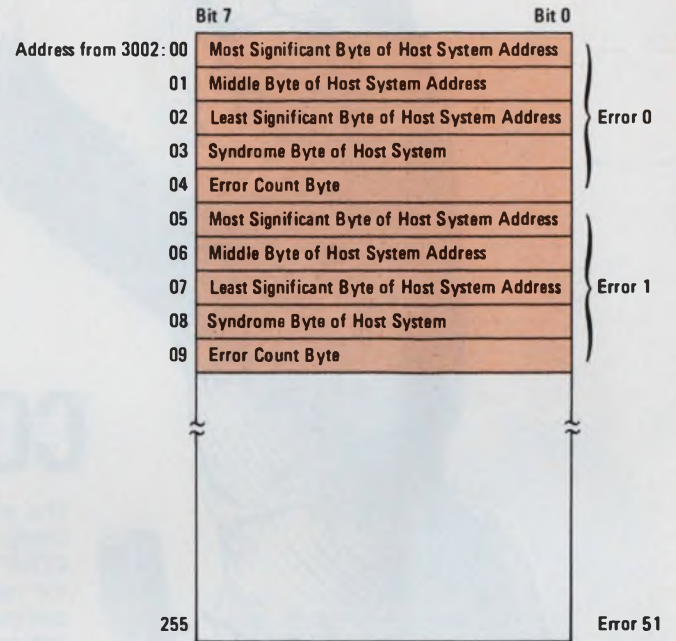 Bit 7 Bit 0
Address from 3002: 00 Most Significant Byte of Host System Address
01 Middle Byte of Host System Address
02 Least Significant Byte of Host System Address Error 0
03 Syndrome Byte of Host System
04 Error Count Byte
05 Most Significant Byte of Host System Address
06 Middle Byte of Host System Address
07 Least Significant Byte of Host System Address Error 1
08 Syndrome Byte of Host System
09 Error Count Byte
255 Error 51